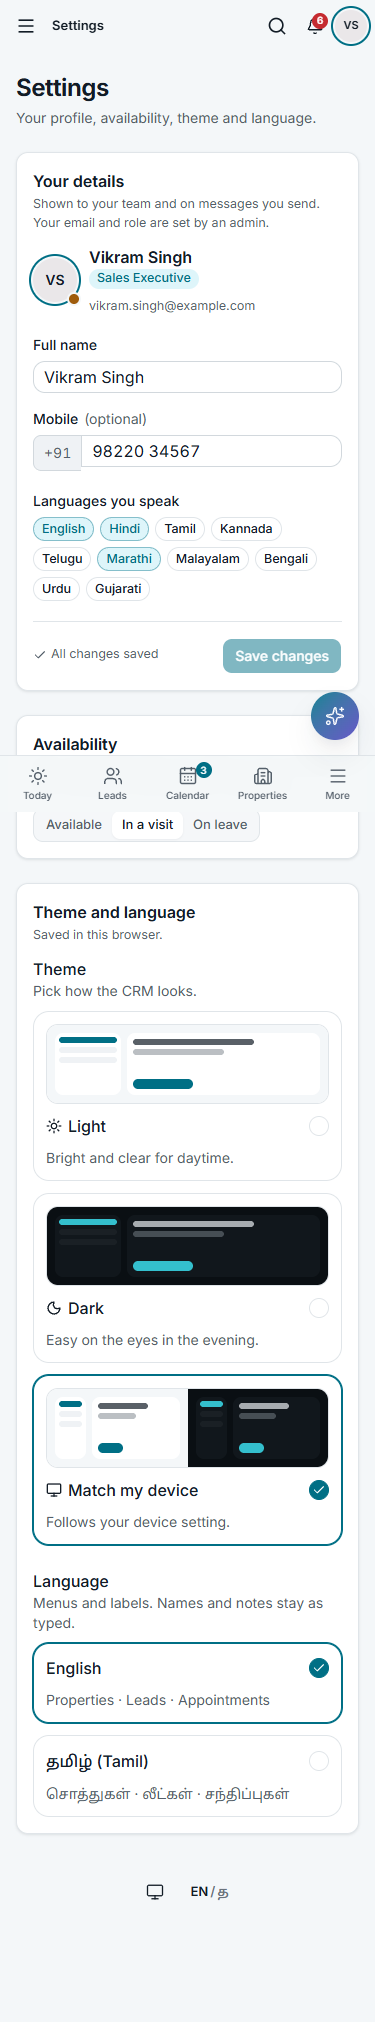 Settings
6
VS
Settings
Your profile, availability, theme and language.
Your details
Shown to your team and on messages you send.
Your email and role are set by an admin.
VS
Vikram Singh
Sales Executive
vikram.singh@example.com
Full name
Vikram Singh
Mobile (optional)
+91 98220 34567
Languages you speak
English Hindi Tamil Kannada
Telugu Marathi Malayalam Bengali
Urdu Gujarati
All changes saved
Save changes
Availability
3
Today Leads Calendar Properties More
Available In a visit On leave
Theme and language
Saved in this browser.
Theme
Pick how the CRM looks.
Light
Bright and clear for daytime.
Dark
Easy on the eyes in the evening.
Match my device
Follows your device setting.
Language
Menus and labels. Names and notes stay as
typed.
English
Properties · Leads · Appointments
தமிழ் (Tamil)
சொத்துகள் · லீட்கள் · சந்திப்புகள்
EN / த